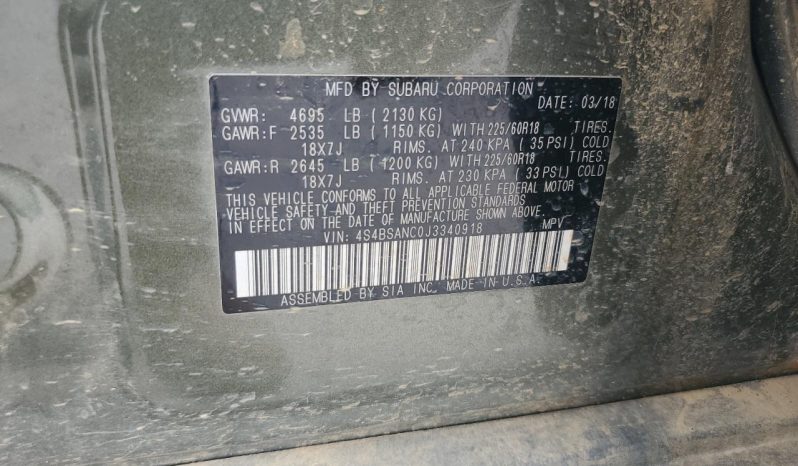 MFD BY SUBARU CORPORATION
DATE: 03/18
GVWR: 4695 LB (2130 KG)
GAWR:F 2535 LB (1150 KG) WITH 225/60R18 TIRES.
18X7J RIMS. AT 240 KPA (35 PSI) COLD
GAWR:R 2645 LB (1200 KG) WITH 225/60R18 TIRES.
18X7J RIMS. AT 230 KPA (33 PSI) COLD
THIS VEHICLE CONFORMS TO ALL APPLICABLE FEDERAL MOTOR
VEHICLE SAFETY AND THEFT PREVENTION STANDARDS
IN EFFECT ON THE DATE OF MANUFACTURE SHOWN ABOVE.
VIN: 4S4BSANC0J3340918 MPV
ASSEMBLED BY SIA INC. MADE IN U.S.A.